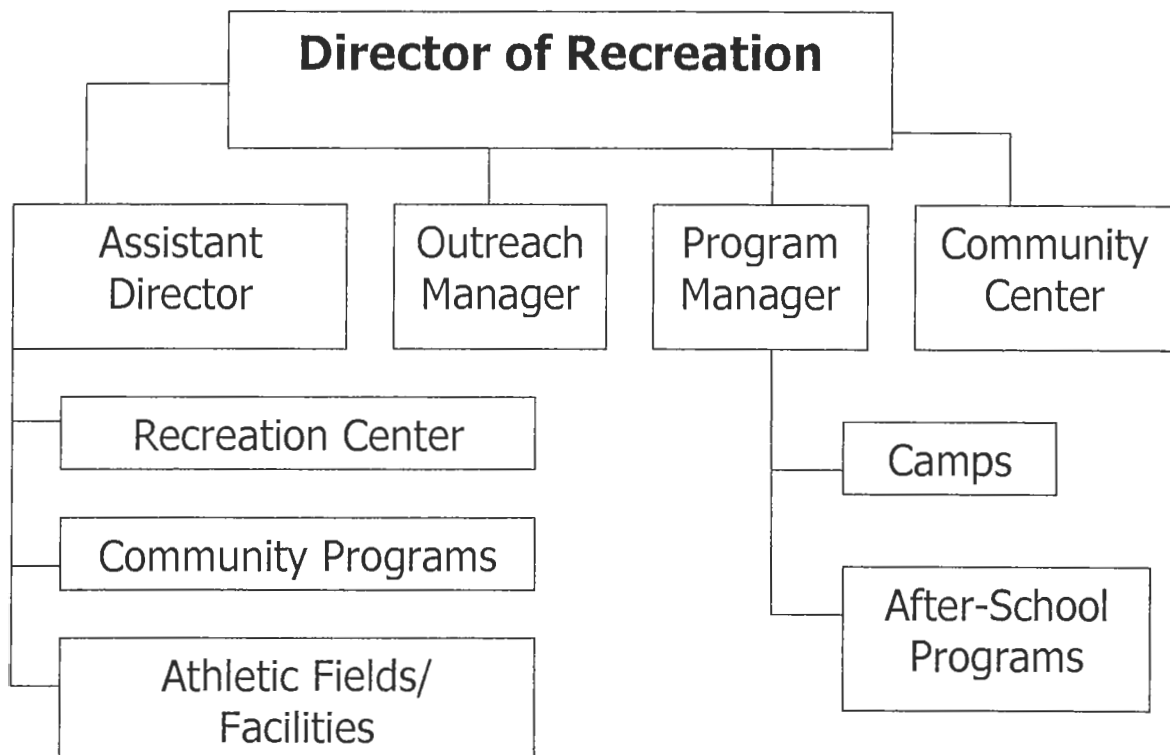 Director of Recreation
Assistant
Director
Outreach
Manager
Program
Manager
Community
Center
Recreation Center
Community Programs
Athletic Fields/
Facilities
Camps
After-School
Programs